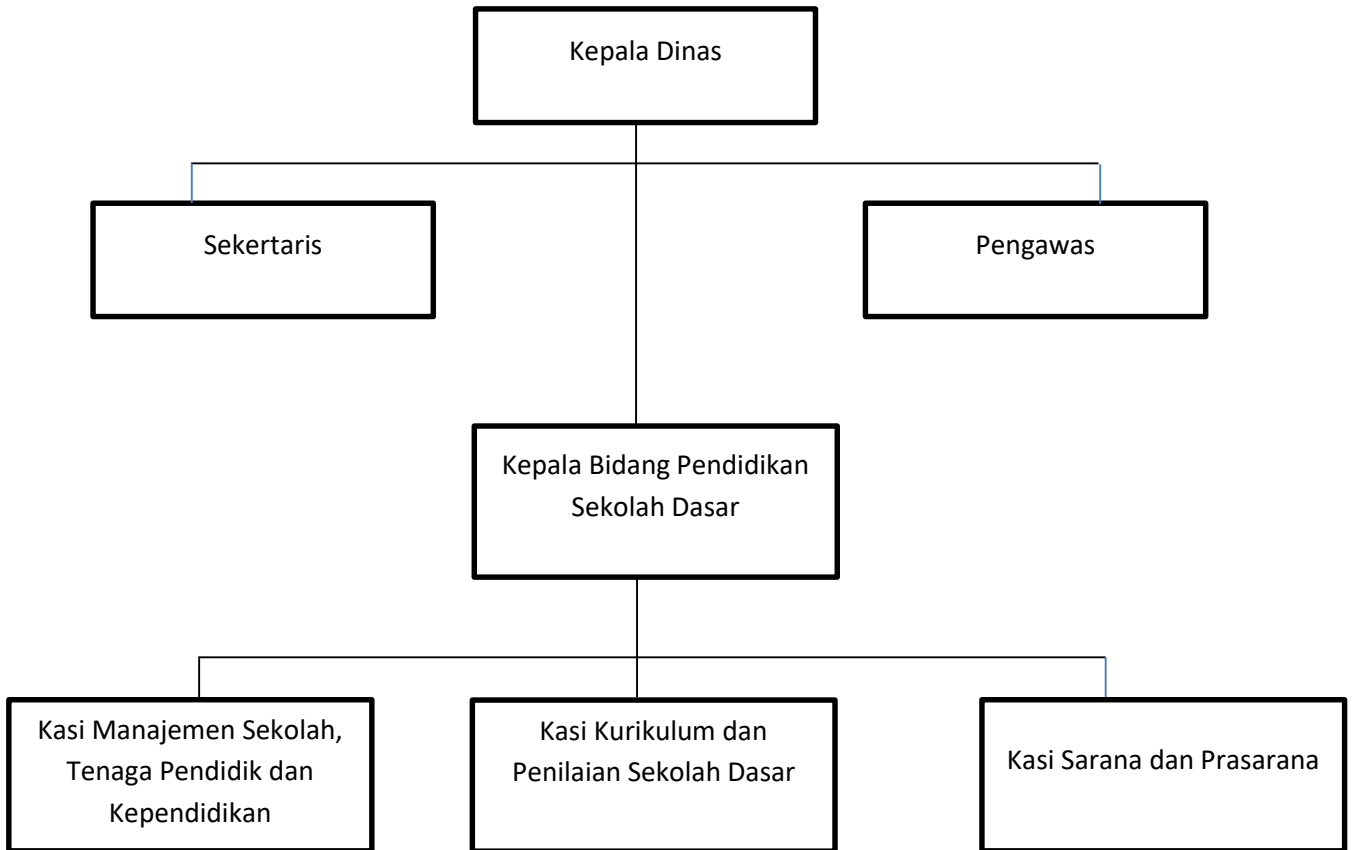 Kepala Dinas
Sekertaris
Pengawas
Kepala Bidang Pendidikan
Sekolah Dasar
Kasi Manajemen Sekolah,
Tenaga Pendidik dan
Kependidikan
Kasi Kurikulum dan
Penilaian Sekolah Dasar
Kasi Sarana dan Prasarana